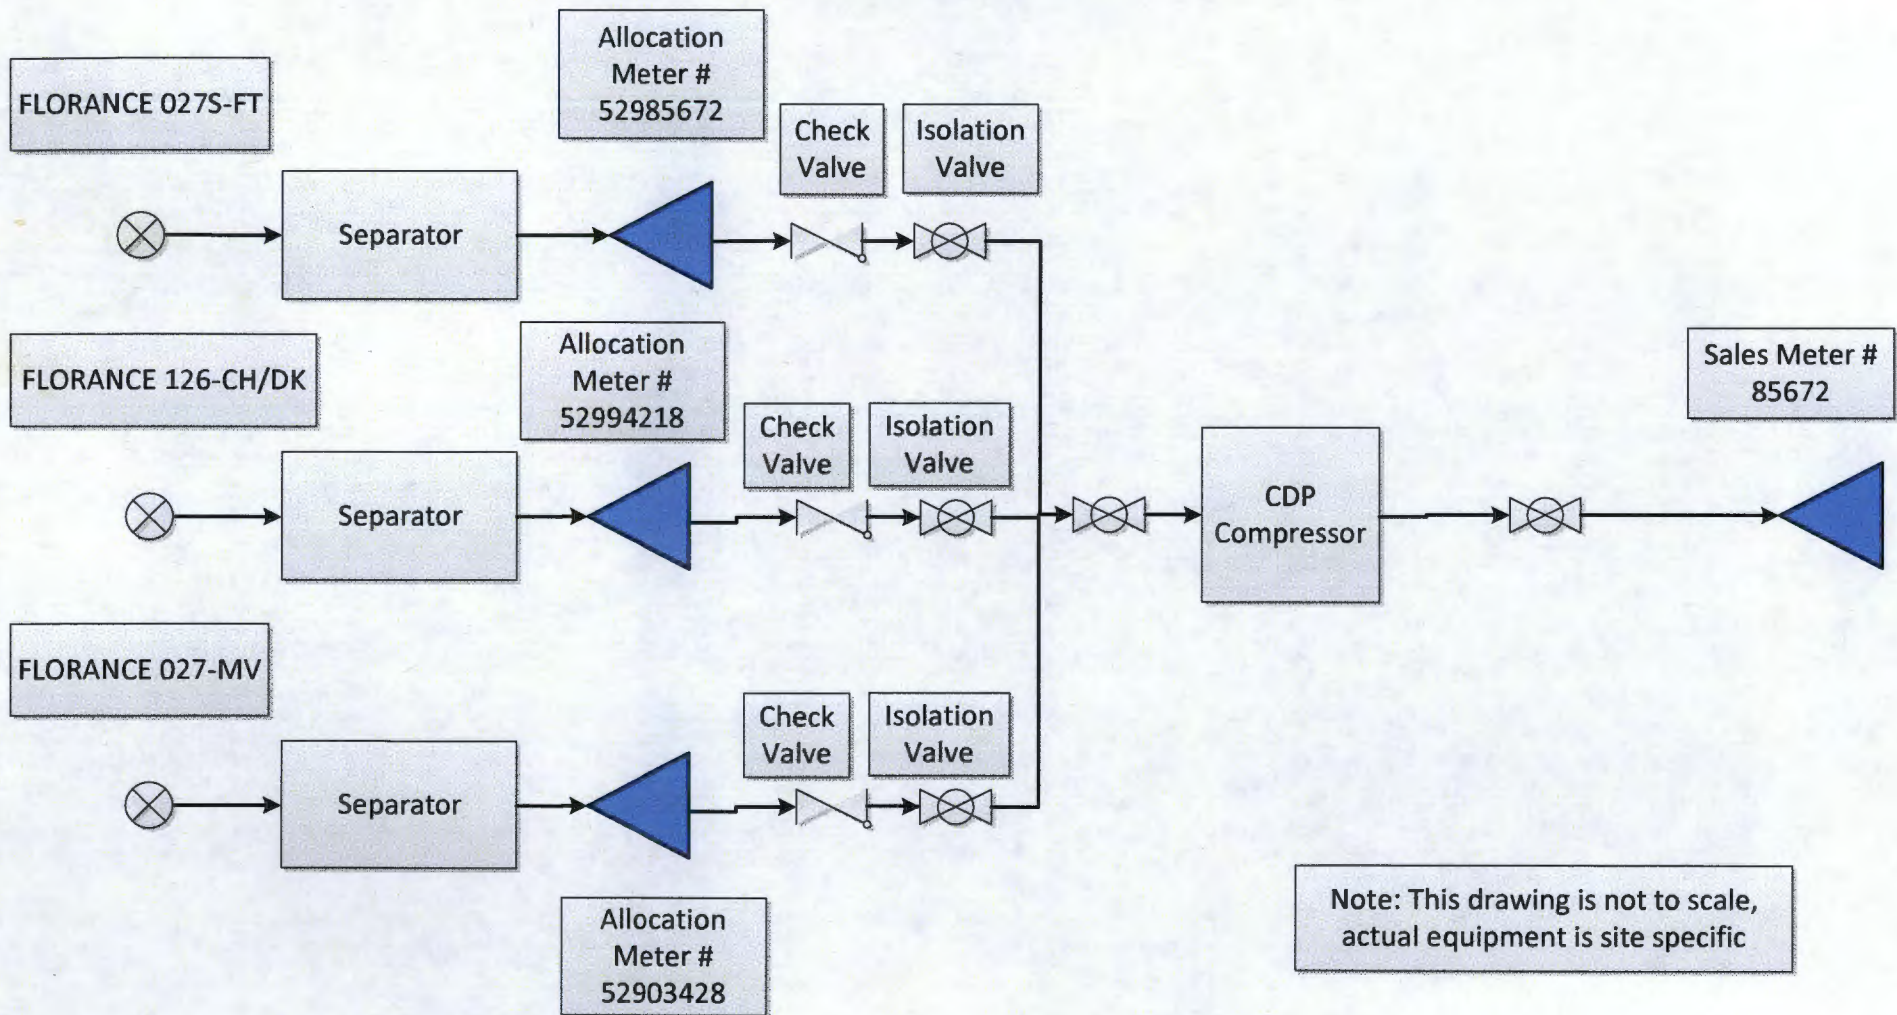 FLORANCE 027S-FT
Allocation
Meter #
52985672
Check
Valve
Isolation
Valve
Separator
FLORANCE 126-CH/DK
Allocation
Meter #
52994218
Check
Valve
Isolation
Valve
Separator
CDP
Compressor
Sales Meter #
85672
FLORANCE 027-MV
Check
Valve
Isolation
Valve
Separator
Allocation
Meter #
52903428
Note: This drawing is not to scale,
actual equipment is site specific